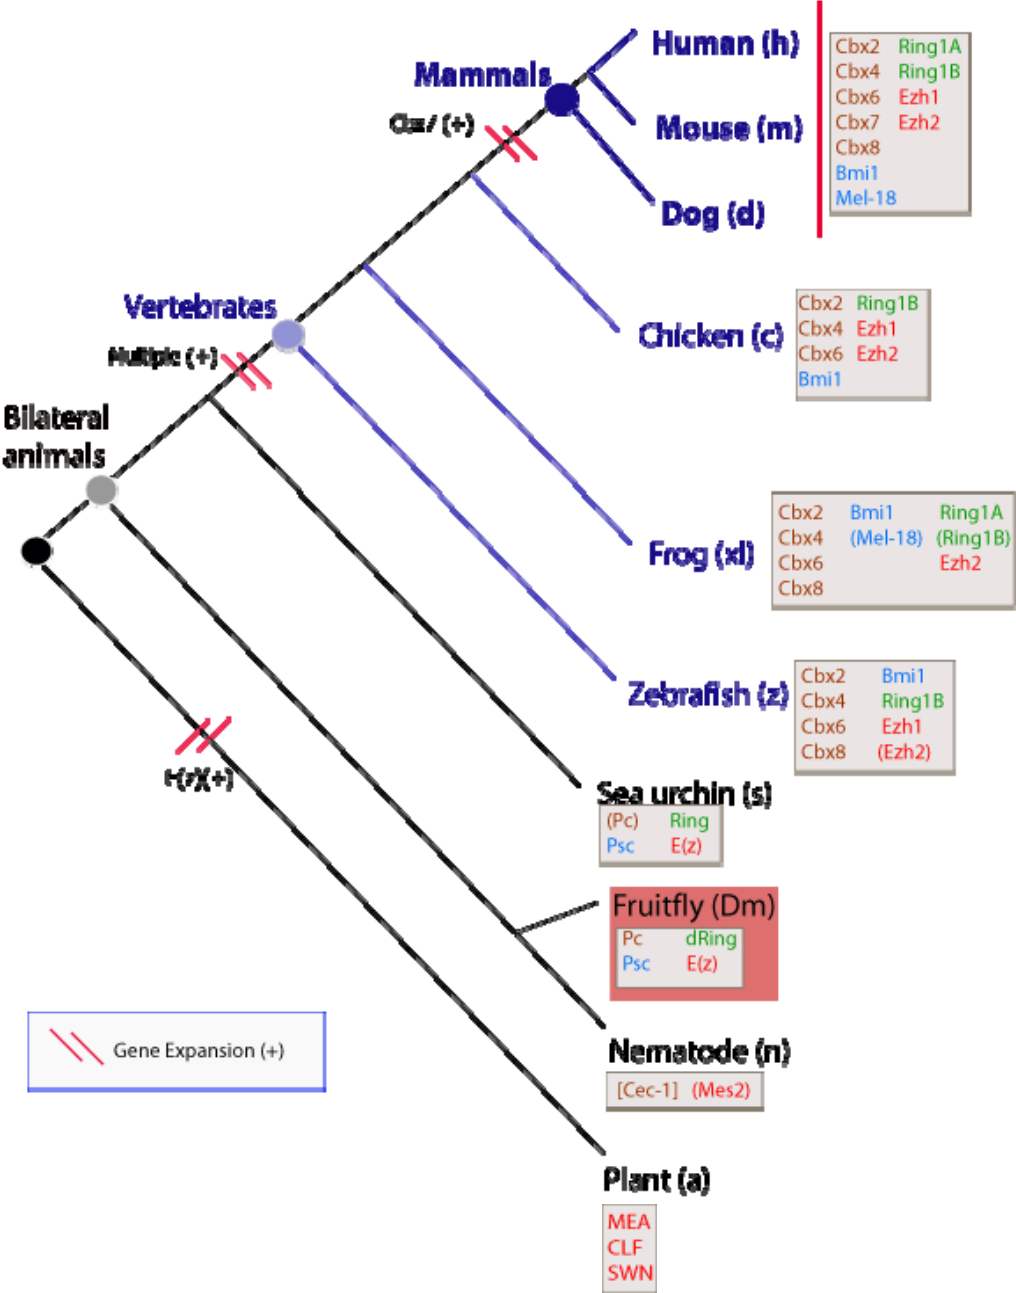 Human (h)
Mammals
Cbx7 (+)
Mouse (m)
Dog (d)
Cbx2 Ring1A
Cbx4 Ring1B
Cbx6 Ezh1
Cbx7 Ezh2
Cbx8
Bmi1
Mel-18
Vertebrates
Multiple (+)
Chicken (c)
Cbx2 Ring1B
Cbx4 Ezh1
Cbx6 Ezh2
Bmi1
Bilateral
animals
Frog (xl)
Cbx2 Bmi1 Ring1A
Cbx4 (Mel-18) (Ring1B)
Cbx6 Ezh2
Cbx8
Zebrafish (z)
Cbx2 Bmi1
Cbx4 Ring1B
Cbx6 Ezh1
Cbx8 (Ezh2)
E(z)(+)
Sea urchin (s)
(Pc) Ring
Psc E(z)
Fruitfly (Dm)
Pc dRing
Psc E(z)
Gene Expansion (+)
Nematode (n)
[Cec-1] (Mes2)
Plant (a)
MEA
CLF
SWN